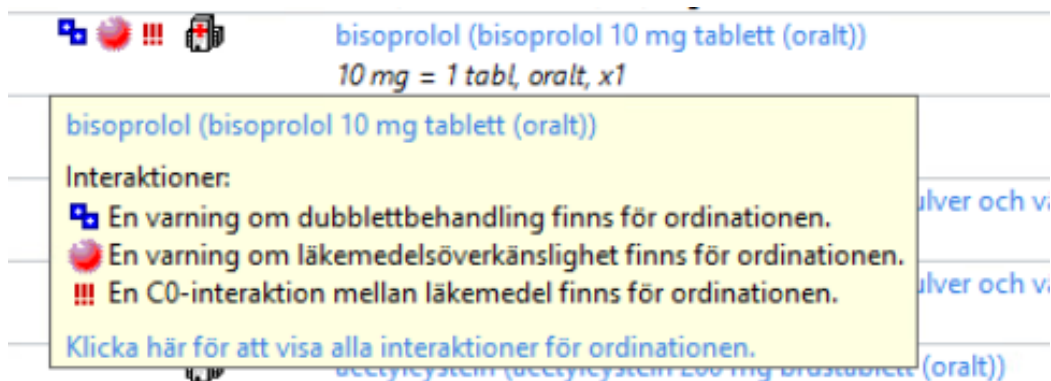 bisoprolol (bisoprolol 10 mg tablett (oralt))
10 mg = 1 tabl, oralt, x1
bisoprolol (bisoprolol 10 mg tablett (oralt))
Interaktioner:
En varning om dubblettbehandling finns för ordinationen.
ulver och va
En varning om läkemedelsöverkänslighet finns för ordinationen.
!!! En C0-interaktion mellan läkemedel finns för ordinationen.
ulver och va
Klicka här för att visa alla interaktioner för ordinationen.
acetylcystein (acetylcystein 200 mg brustablett (oralt))